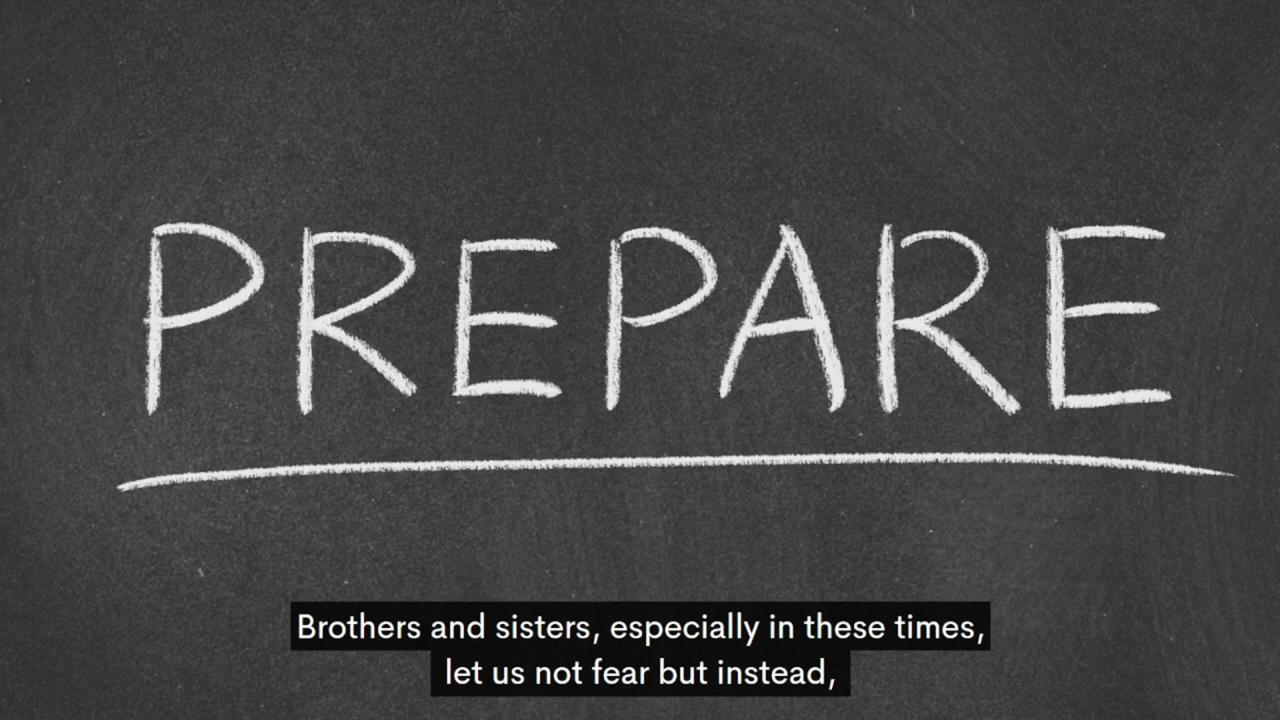 PREPARE
Brothers and sisters, especially in these times,
let us not fear but instead,